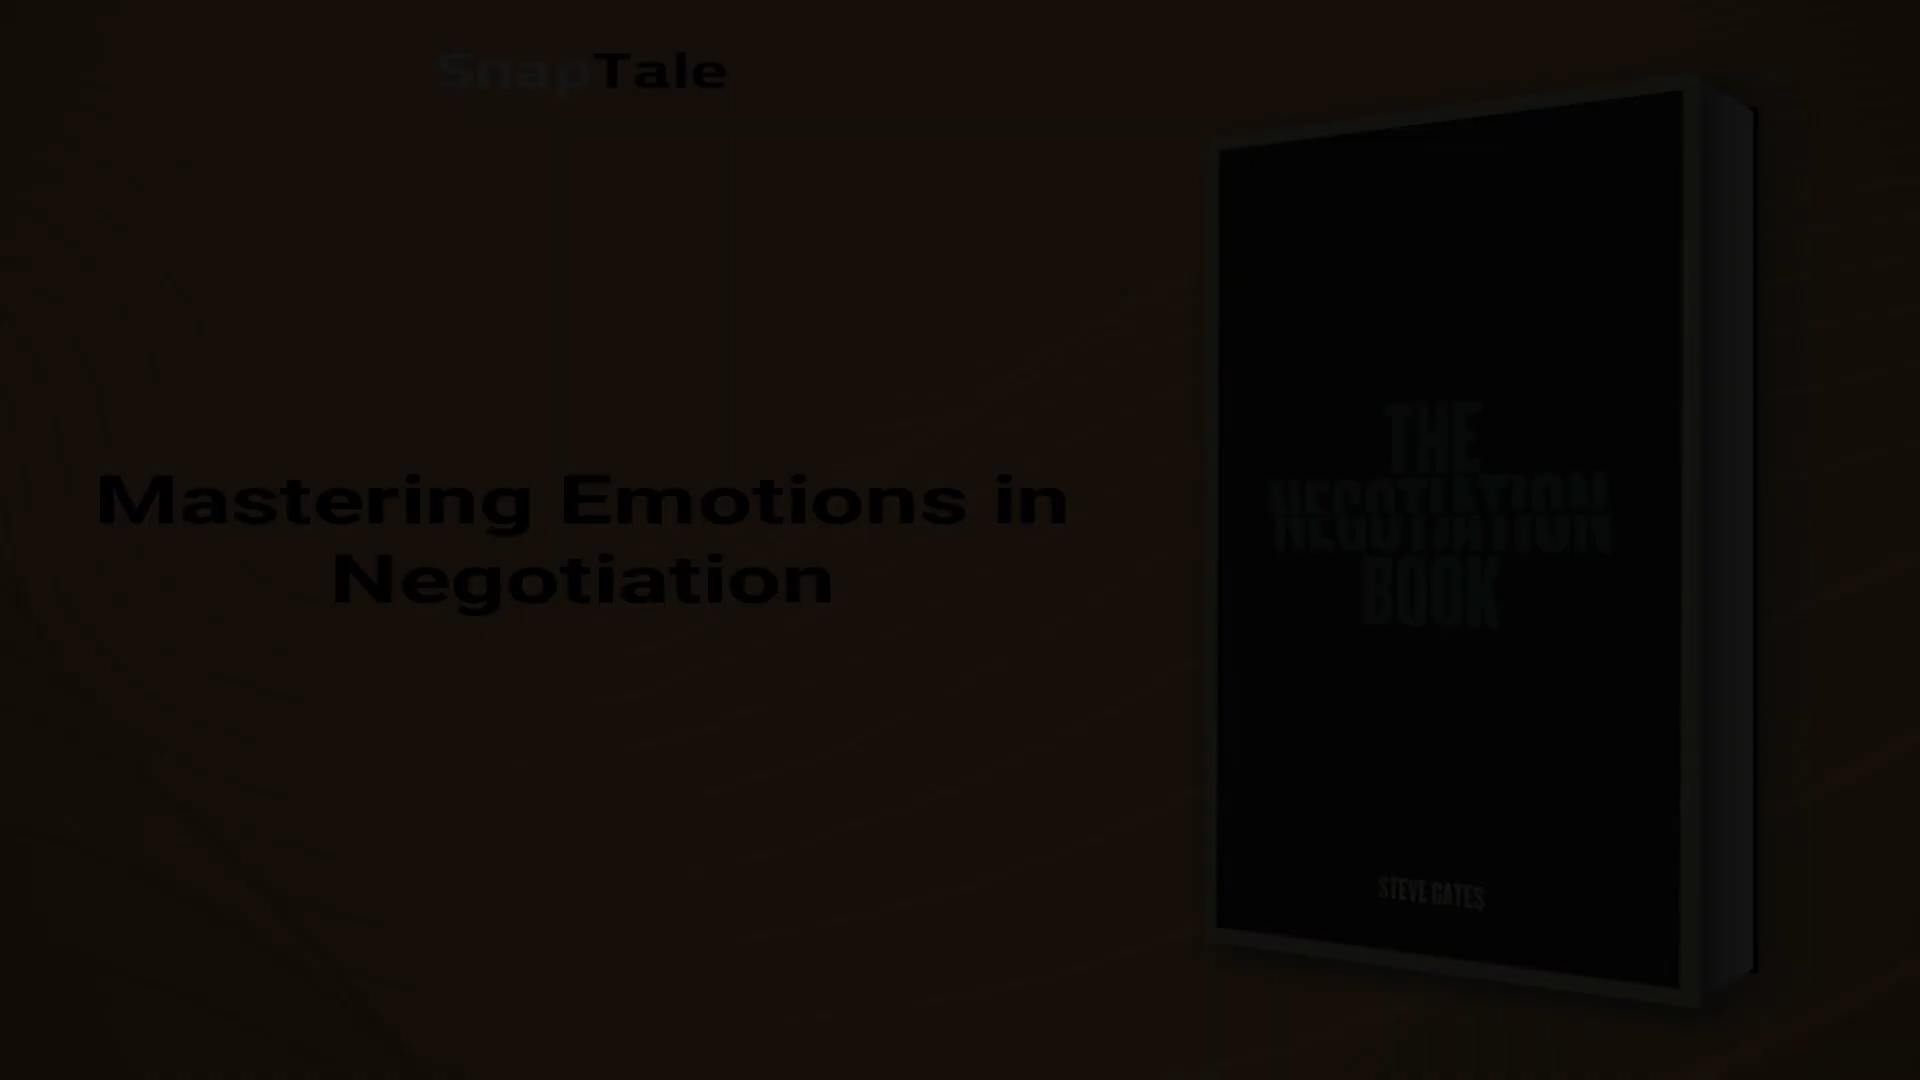 SnapTale
Mastering Emotions in
Negotiation
THE
NEGOTIATION
BOOK
STEVE GATES